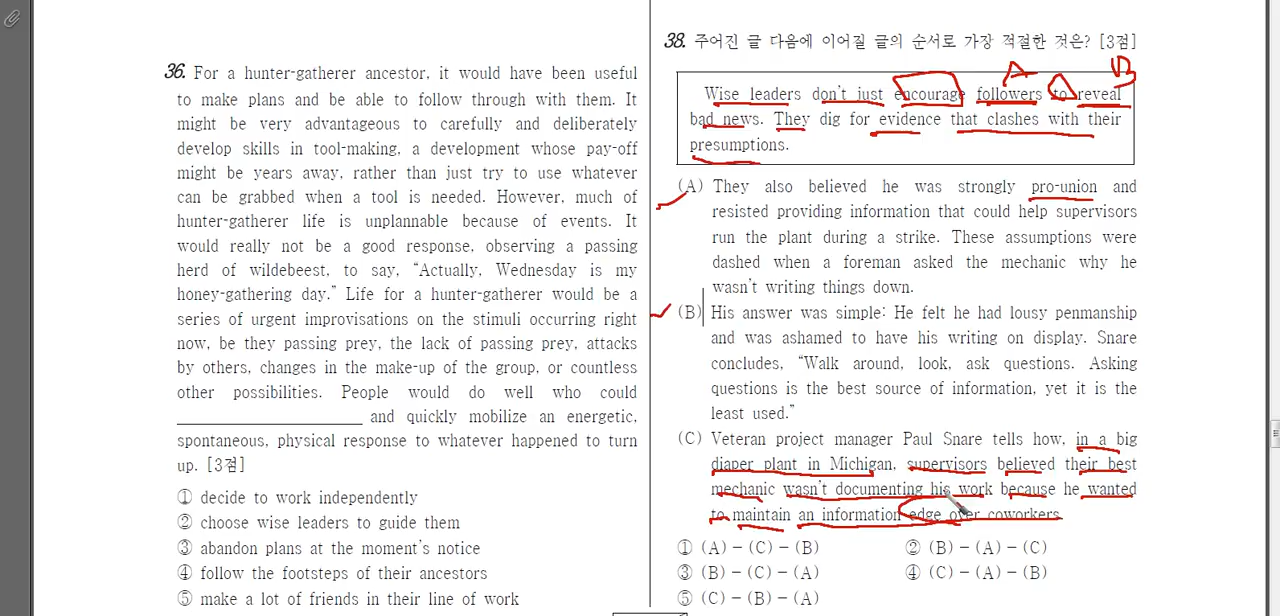 36. For a hunter-gatherer ancestor, it would have been useful
to make plans and be able to follow through with them. It
might be very advantageous to carefully and deliberately
develop skills in tool-making, a development whose pay-off
might be years away, rather than just try to use whatever
can be grabbed when a tool is needed. However, much of
hunter-gatherer life is unplannable because of events. It
would really not be a good response, observing a passing
herd of wildebeest, to say, “Actually, Wednesday is my
honey-gathering day.” Life for a hunter-gatherer would be a
series of urgent improvisations on the stimuli occurring right
now, be they passing prey, the lack of passing prey, attacks
by others, changes in the make-up of the group, or countless
other possibilities. People would do well who could
____________________ and quickly mobilize an energetic,
spontaneous, physical response to whatever happened to turn
up. [3점]
① decide to work independently
② choose wise leaders to guide them
③ abandon plans at the moment's notice
④ follow the footsteps of their ancestors
⑤ make a lot of friends in their line of work
38. 주어진 글 다음에 이어질 글의 순서로 가장 적절한 것은? [3점]
A B
Wise leaders don't just encourage followers to reveal
bad news. They dig for evidence that clashes with their
presumptions.
(A) They also believed he was strongly pro-union and
resisted providing information that could help supervisors
run the plant during a strike. These assumptions were
dashed when a foreman asked the mechanic why he
wasn't writing things down.
(B) His answer was simple: He felt he had lousy penmanship
and was ashamed to have his writing on display. Snare
concludes, “Walk around, look, ask questions. Asking
questions is the best source of information, yet it is the
least used.”
(C) Veteran project manager Paul Snare tells how, in a big
diaper plant in Michigan, supervisors believed their best
mechanic wasn't documenting his work because he wanted
to maintain an information edge over coworkers.
① (A) － (C) － (B) ② (B) － (A) － (C)
③ (B) － (C) － (A) ④ (C) － (A) － (B)
⑤ (C) － (B) － (A)